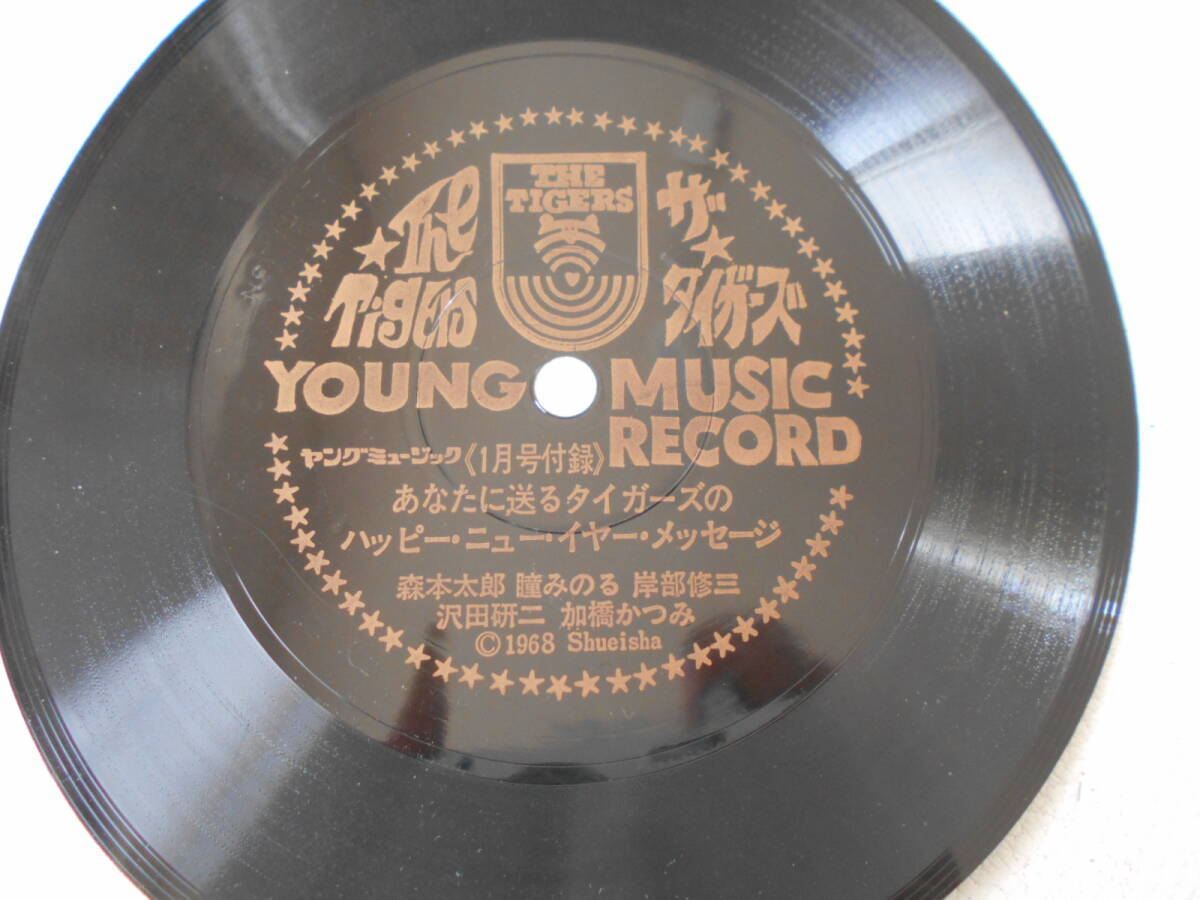 The Tigers
THE TIGERS
ザ・タイガーズ
YOUNG MUSIC RECORD
ヤングミュージック《1月号付録》
あなたに送るタイガーズの
ハッピー・ニュー・イヤー・メッセージ
森本太郎 瞳みのる 岸部修三
沢田研二 加橋かつみ
©1968 Shueisha